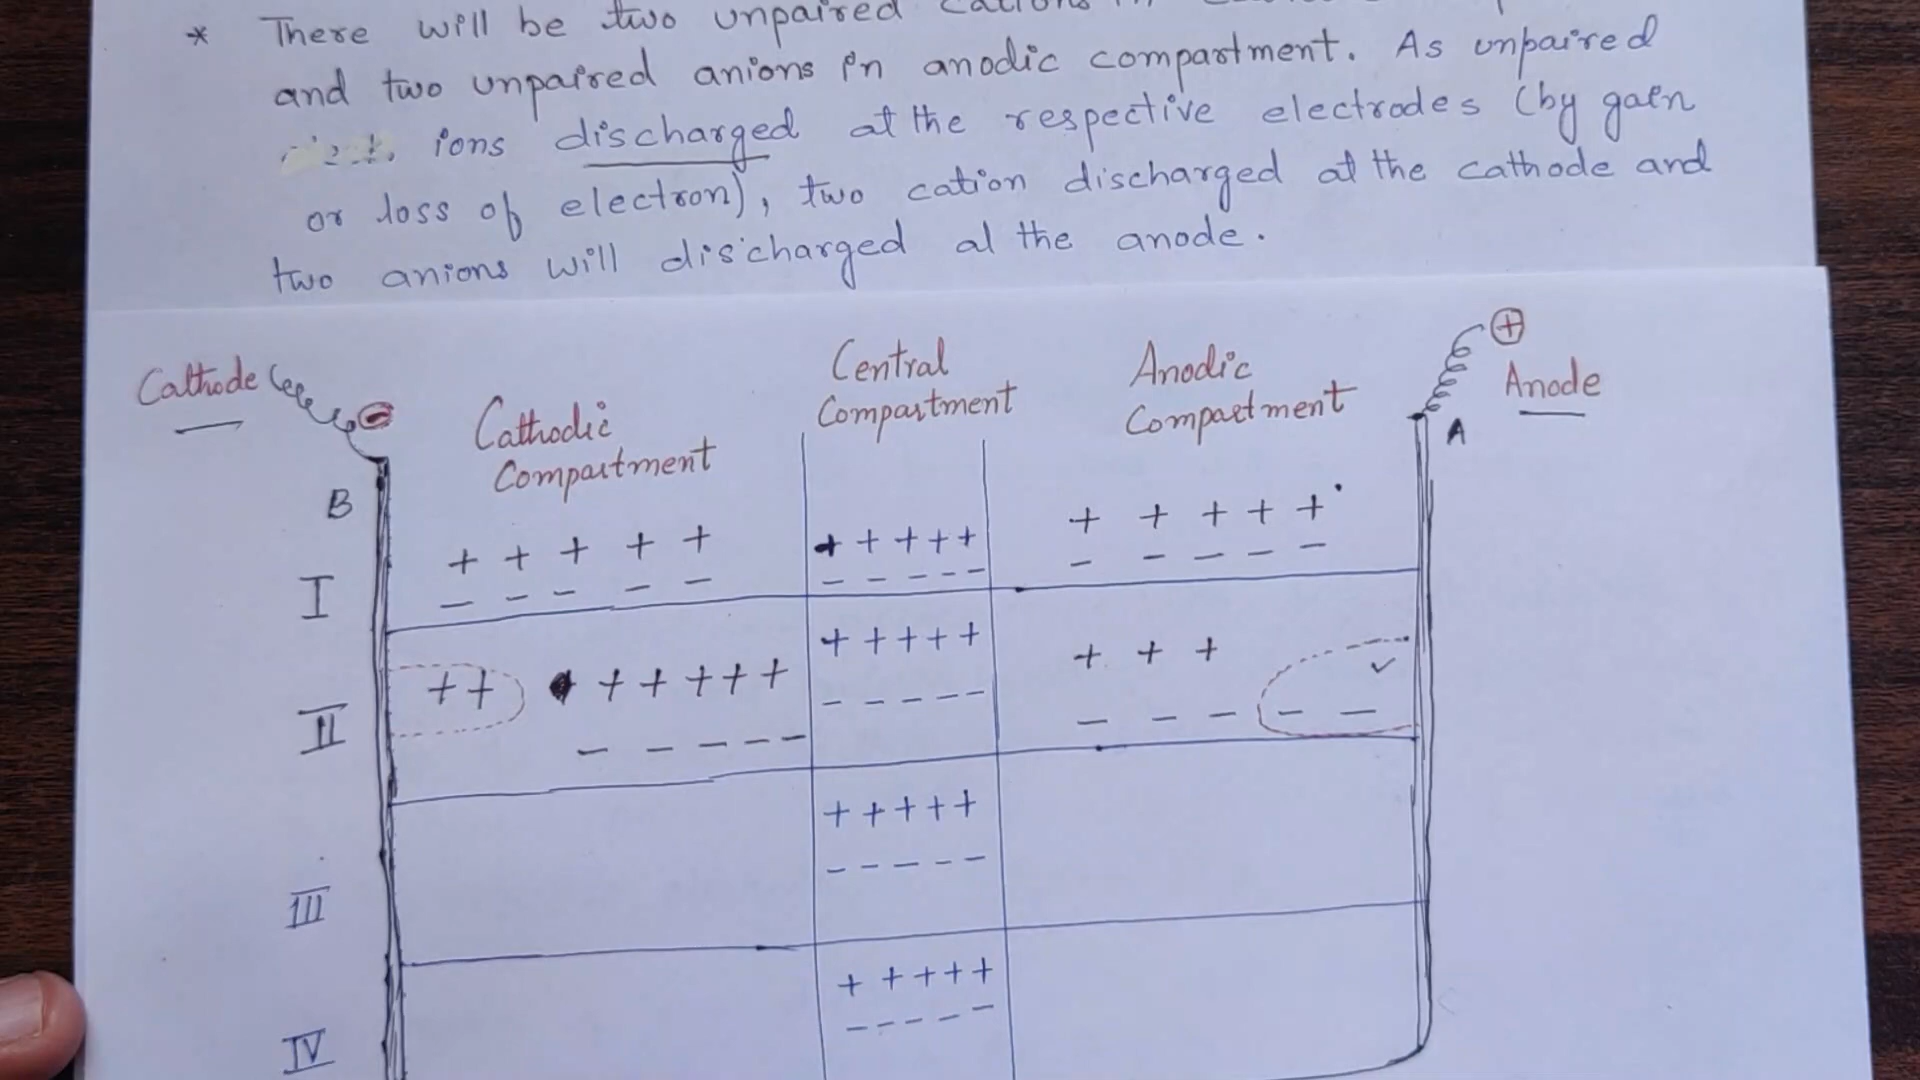 * There will be two unpaired cations in
and two unpaired anions in anodic compartment. As unpaired
ions discharged at the respective electrodes (by gain
or loss of electron), two cation discharged at the cathode and
two anions will discharged at the anode.
Cathode
-
Cathodic
Compartment
Central
Compartment
Anodic
Compartment
+
Anode
A
B
I
+ + + + +
- - - - -
+ + + + +
- - - - -
+ + + + +
- - - - -
II
++ + + + + +
- - - - -
+ + + + +
- - - - -
+ + +
- - - - -
III
+ + + + +
- - - - -
IV
+ + + + +
- - - - -